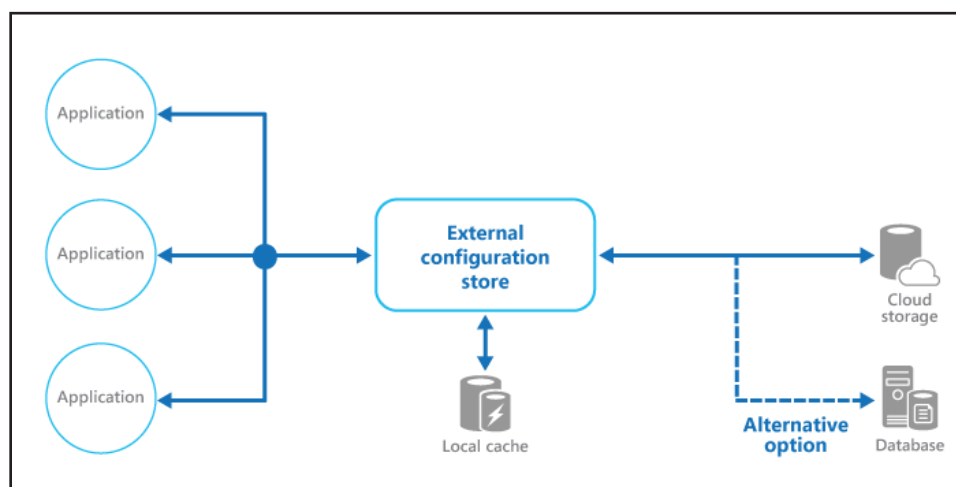 Application
Application
Application
External
configuration
store
Local cache
Cloud
storage
Alternative
option
Database